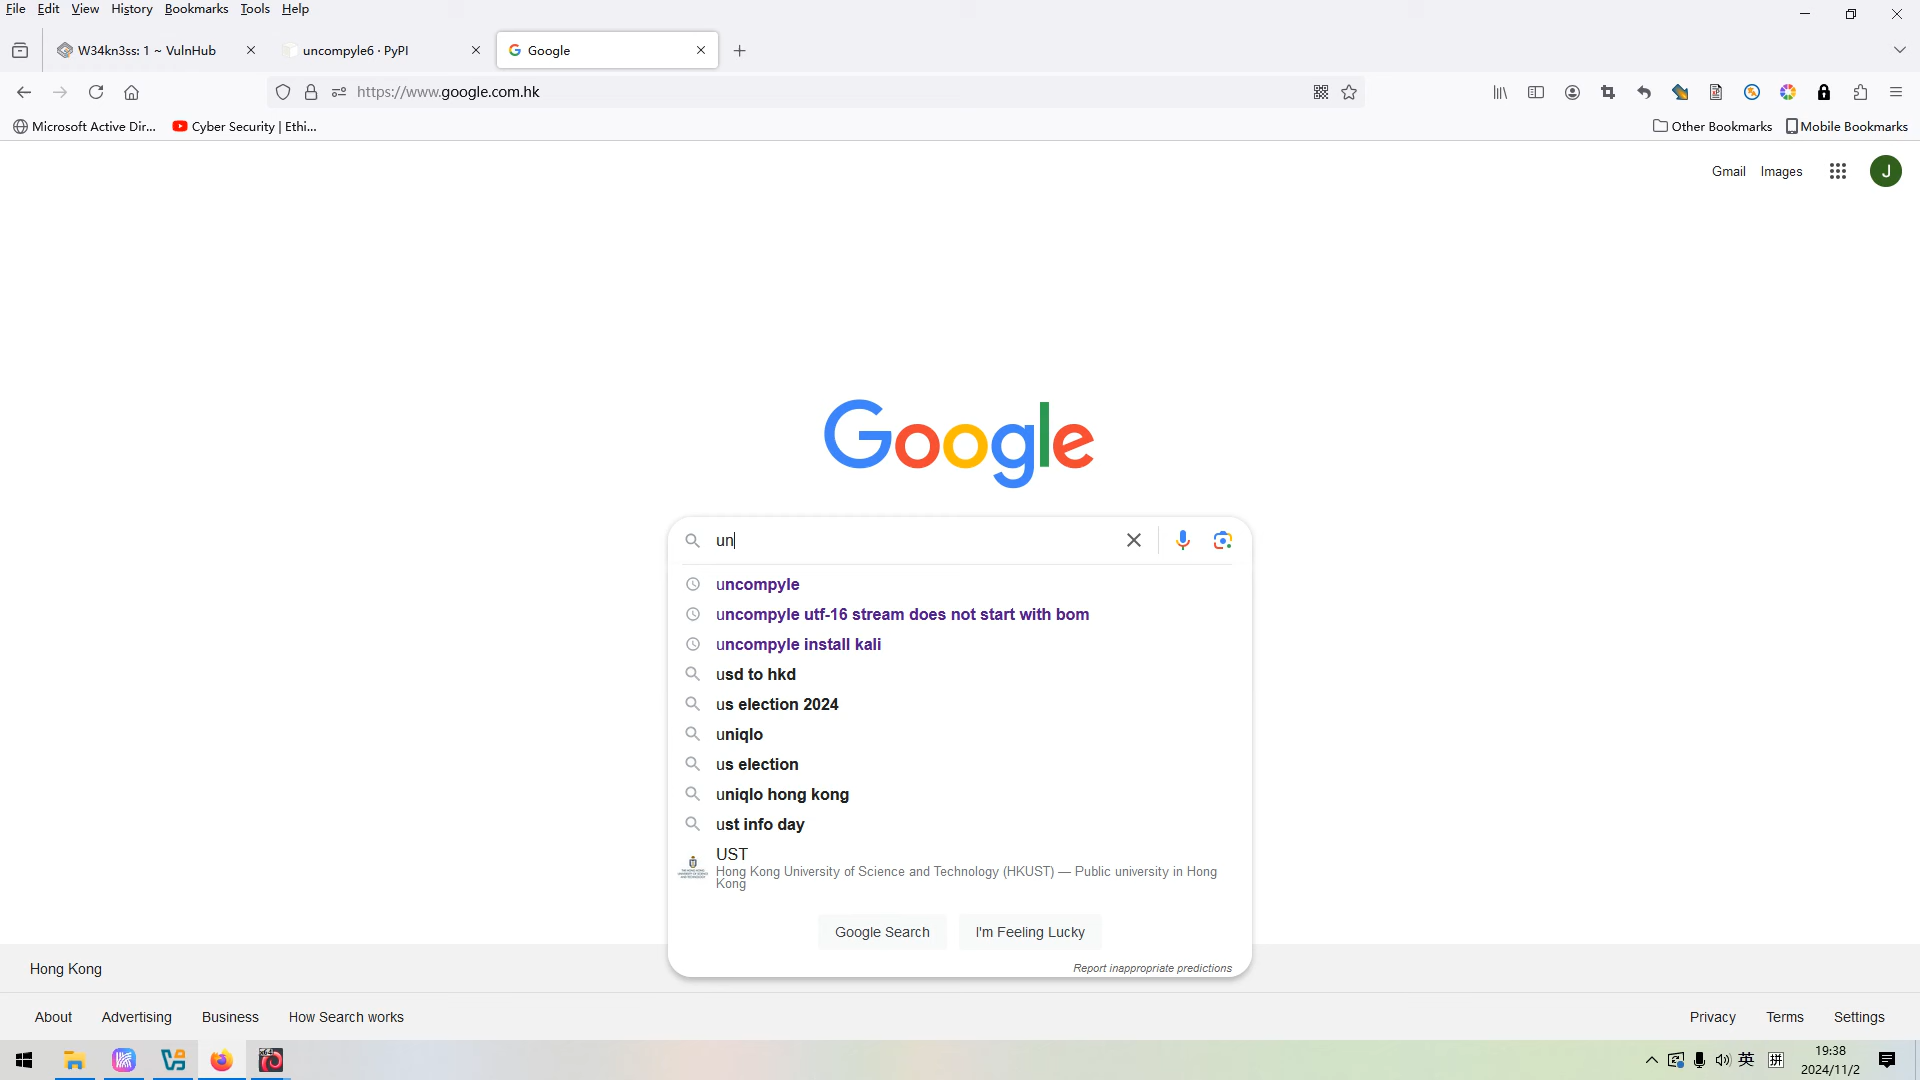 File Edit View History Bookmarks Tools Help
W34kn3ss: 1 ~ VulnHub
uncompyle6 · PyPI
Google
https://www.google.com.hk
Microsoft Active Dir...
Cyber Security | Ethi...
Other Bookmarks
Mobile Bookmarks
Gmail
Images
J
Google
un
uncompyle
uncompyle utf-16 stream does not start with bom
uncompyle install kali
usd to hkd
us election 2024
uniqlo
us election
uniqlo hong kong
ust info day
UST
Hong Kong University of Science and Technology (HKUST) — Public university in Hong
Kong
Google Search
I'm Feeling Lucky
Report inappropriate predictions
Hong Kong
About
Advertising
Business
How Search works
Privacy
Terms
Settings
x64
英
拼
19:38
2024/11/2